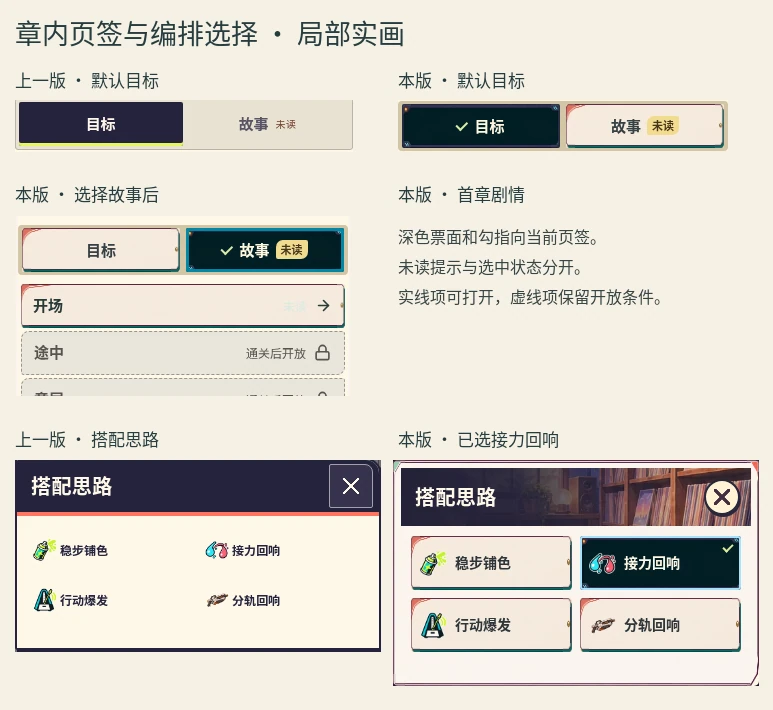 章内页签与编排选择 · 局部实画
上一版 · 默认目标
目标
故事 未读
本版 · 默认目标
目标
故事 未读
本版 · 选择故事后
目标
故事 未读
开场
途中 通关后开放
本版 · 首章剧情
深色票面和勾指向当前页签。
未读提示与选中状态分开。
实线项可打开，虚线项保留开放条件。
上一版 · 搭配思路
搭配思路
稳步铺色
接力回响
行动爆发
分轨回响
本版 · 已选接力回响
搭配思路
稳步铺色
接力回响
行动爆发
分轨回响